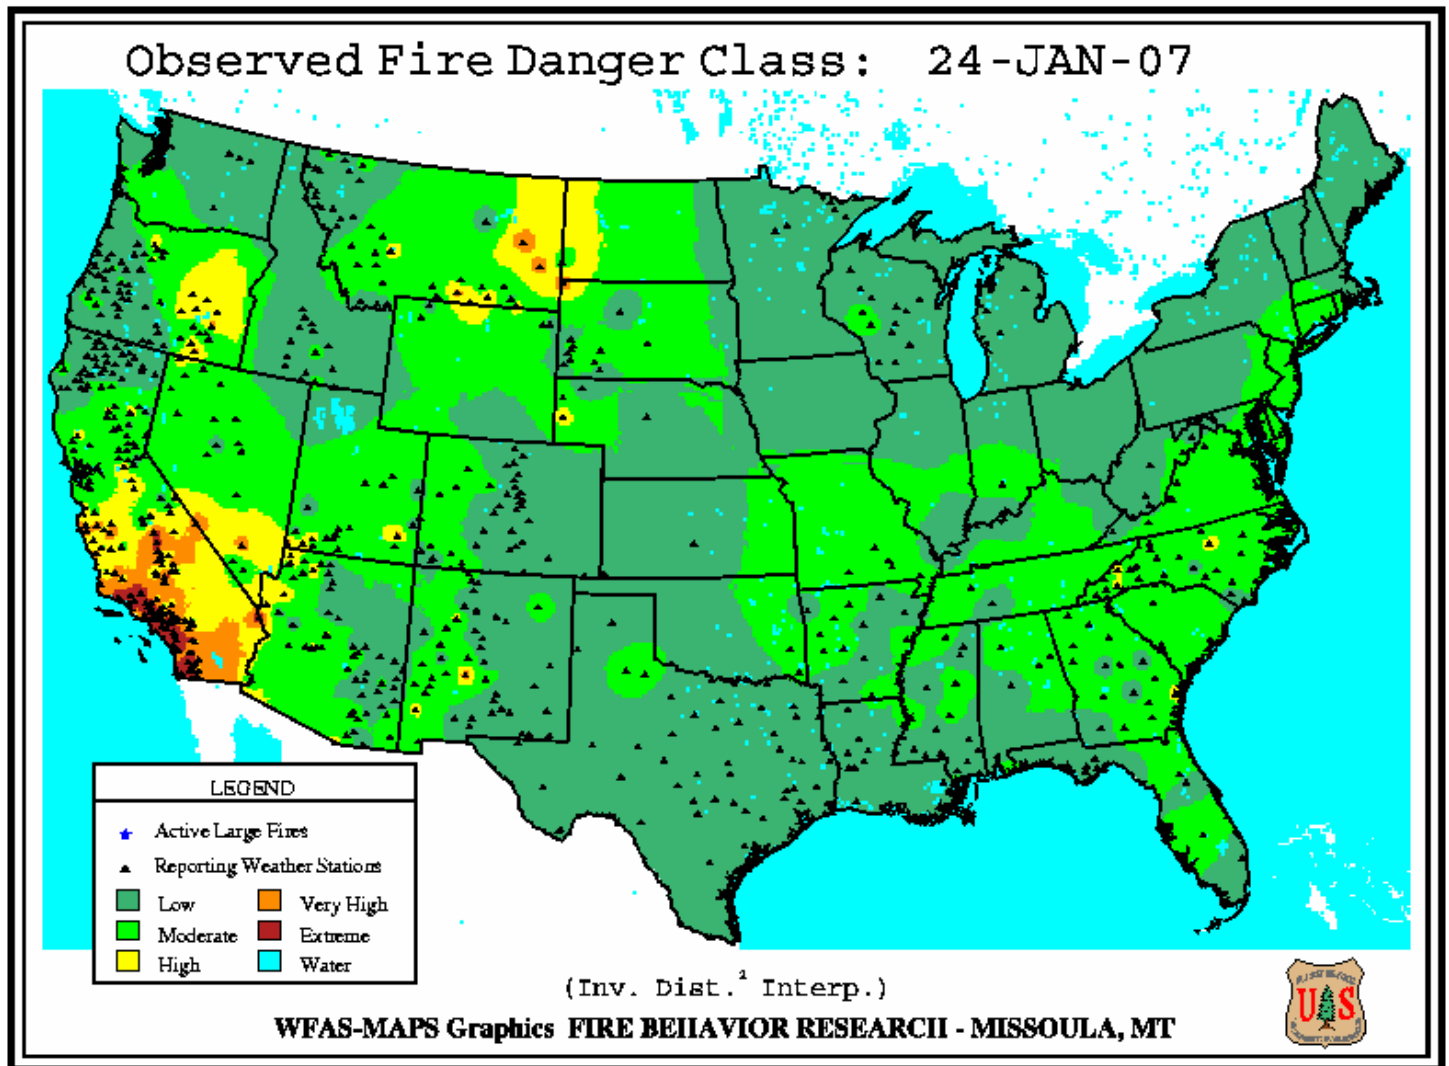 Observed Fire Danger Class: 24-JAN-07
LEGEND
Active Large Fires
Reporting Weather Stations
Low
Very High
Moderate
Extreme
High
Water
(Inv. Dist.² Interp.)
WFAS-MAPS Graphics FIRE BEHAVIOR RESEARCH - MISSOULA, MT
US